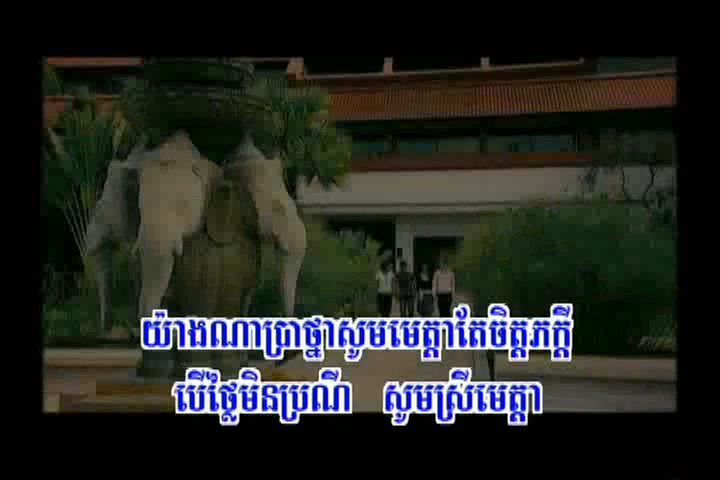 យ៉ាងណាប្រាថ្នាសូមមេត្តាតែចិត្តភក្តី
បើថ្លៃមិនប្រណី សូមស្រីមេត្តា